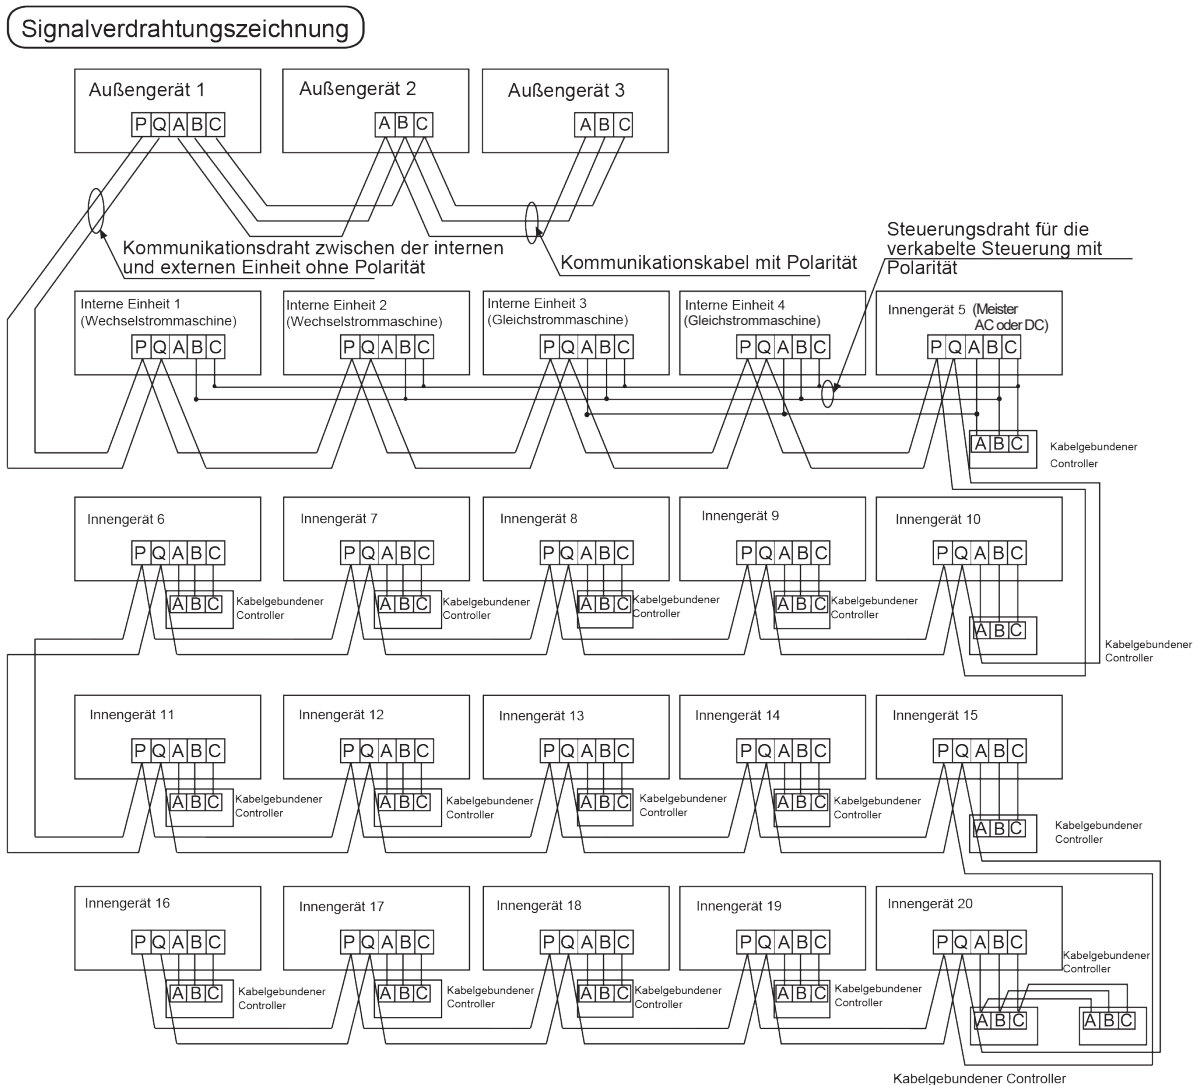 Signalverdrahtungszeichnung
Außengerät 1
Außengerät 2
Außengerät 3
P Q A B C
A B C
A B C
Kommunikationsdraht zwischen der internen
und externen Einheit ohne Polarität
Kommunikationskabel mit Polarität
Steuerungsdraht für die
verkabelte Steuerung mit
Polarität
Interne Einheit 1
(Wechselstrommaschine)
Interne Einheit 2
(Wechselstrommaschine)
Interne Einheit 3
(Gleichstrommaschine)
Interne Einheit 4
(Gleichstrommaschine)
Innengerät 5 (Meister
AC oder DC)
P Q A B C
P Q A B C
P Q A B C
P Q A B C
P Q A B C
A B C
Kabelgebundener
Controller
Innengerät 6
Innengerät 7
Innengerät 8
Innengerät 9
Innengerät 10
P Q A B C
P Q A B C
P Q A B C
P Q A B C
P Q A B C
A B C
Kabelgebundener
Controller
A B C
Kabelgebundener
Controller
A B C
Kabelgebundener
Controller
A B C
Kabelgebundener
Controller
A B C
Kabelgebundener
Controller
Innengerät 11
Innengerät 12
Innengerät 13
Innengerät 14
Innengerät 15
P Q A B C
P Q A B C
P Q A B C
P Q A B C
P Q A B C
A B C
Kabelgebundener
Controller
A B C
Kabelgebundener
Controller
A B C
Kabelgebundener
Controller
A B C
Kabelgebundener
Controller
A B C
Kabelgebundener
Controller
Innengerät 16
Innengerät 17
Innengerät 18
Innengerät 19
Innengerät 20
P Q A B C
P Q A B C
P Q A B C
P Q A B C
P Q A B C
Kabelgebundener
Controller
A B C
Kabelgebundener
Controller
A B C
Kabelgebundener
Controller
A B C
Kabelgebundener
Controller
A B C
Kabelgebundener
Controller
A B C
A B C
Kabelgebundener Controller